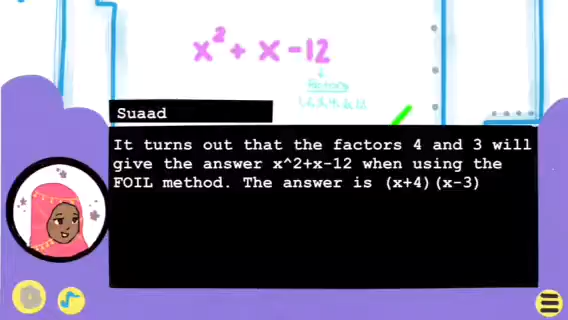 x² + x -12
Factors
Suaad
It turns out that the factors 4 and 3 will
give the answer x^2+x-12 when using the
FOIL method. The answer is (x+4)(x-3)